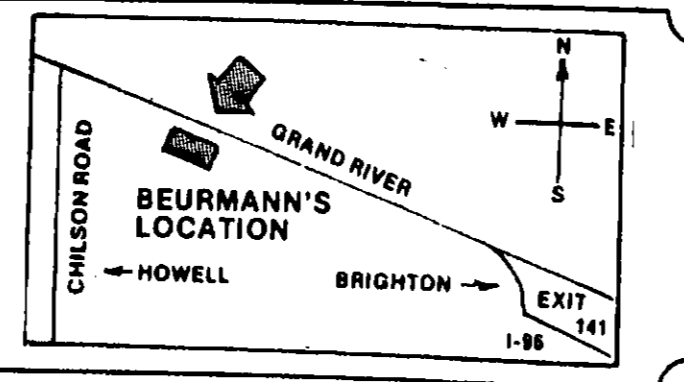 N
W E
S
GRAND RIVER
CHILSON ROAD
BEURMANN'S
LOCATION
HOWELL
BRIGHTON
EXIT
141
I-96